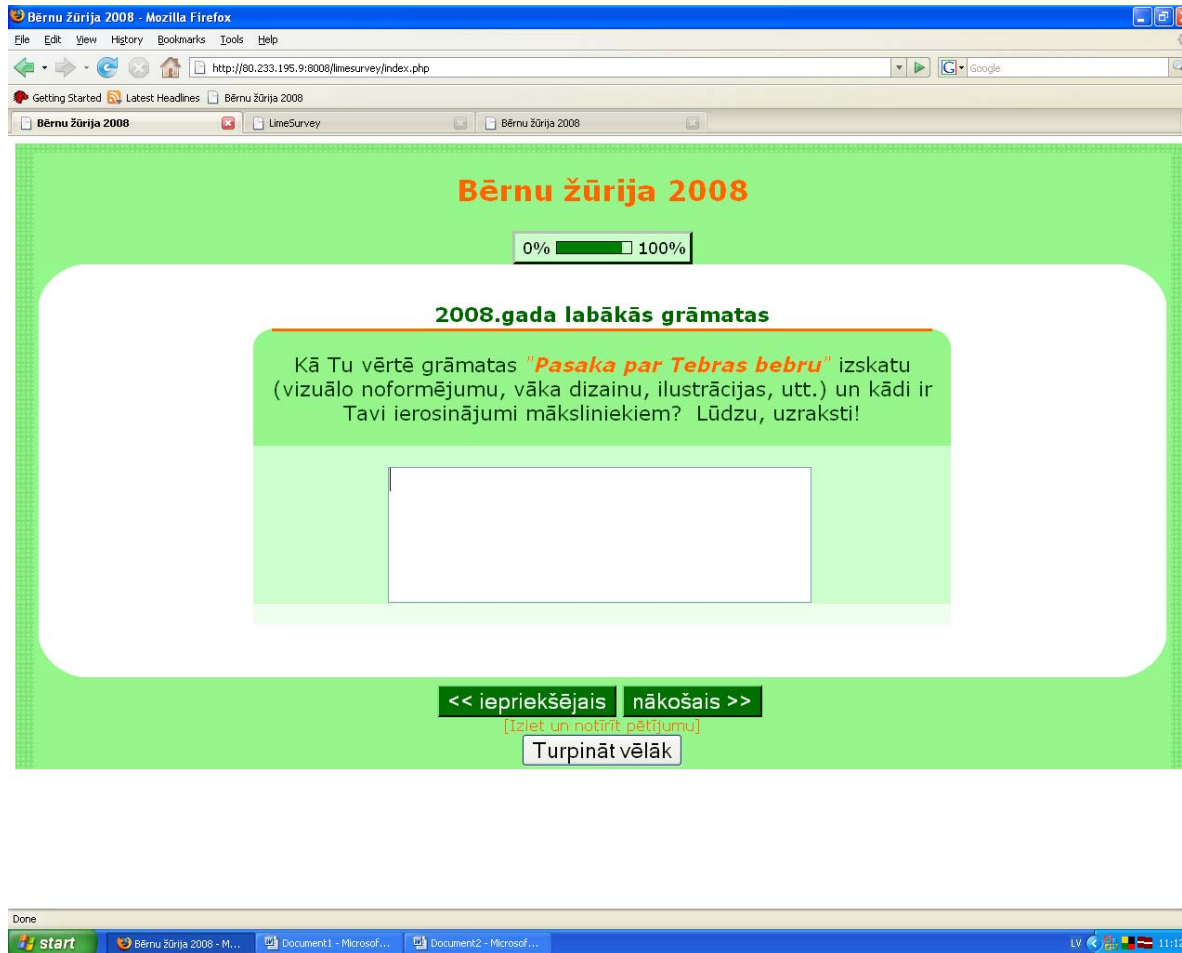 Bērnu žūrija 2008 - Mozilla Firefox
File Edit View History Bookmarks Tools Help
http://80.233.195.9:8008/limesurvey/index.php
Google
Getting Started Latest Headlines Bērnu žūrija 2008
Bērnu žūrija 2008 LimeSurvey Bērnu žūrija 2008
Bērnu žūrija 2008
0% 100%
2008.gada labākās grāmatas
Kā Tu vērtē grāmatas "Pasaka par Tebras bebru" izskatu
(vizuālo noformējumu, vāka dizainu, ilustrācijas, utt.) un kādi ir
Tavi ierosinājumi māksliniekiem? Lūdzu, uzraksti!
<< iepriekšējais nākošais >>
[Iziet un notīrīt pētījumu]
Turpināt vēlāk
Done
start Bērnu žūrija 2008 - M... Document1 - Microsof... Document2 - Microsof... LV 11:12